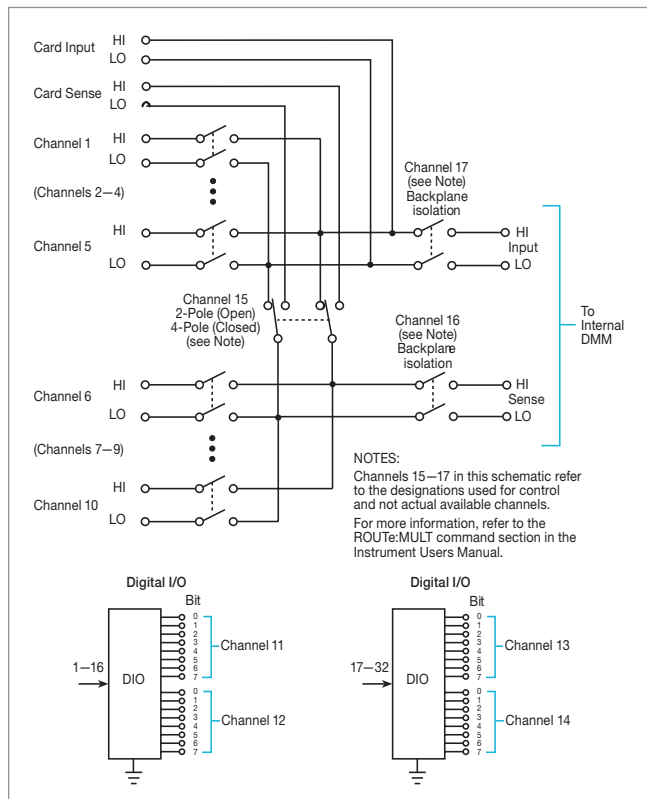 Card Input HI
LO
Card Sense HI
LO
Channel 1 HI
LO
(Channels 2—4)
Channel 5 HI
LO
Channel 17
(see Note)
Backplane
isolation
HI
Input
LO
Channel 15
2-Pole (Open)
4-Pole (Closed)
(see Note)
To
Internal
DMM
Channel 16
(see Note)
Backplane
isolation
Channel 6 HI
LO
HI
Sense
LO
(Channels 7—9)
Channel 10 HI
LO
NOTES:
Channels 15—17 in this schematic refer
to the designations used for control
and not actual available channels.
For more information, refer to the
ROUTe:MULT command section in the
Instrument Users Manual.
Digital I/O
Bit
1—16
DIO
0
1
2
3
4
5
6
7
Channel 11
0
1
2
3
4
5
6
7
Channel 12
Digital I/O
Bit
17—32
DIO
0
1
2
3
4
5
6
7
Channel 13
0
1
2
3
4
5
6
7
Channel 14